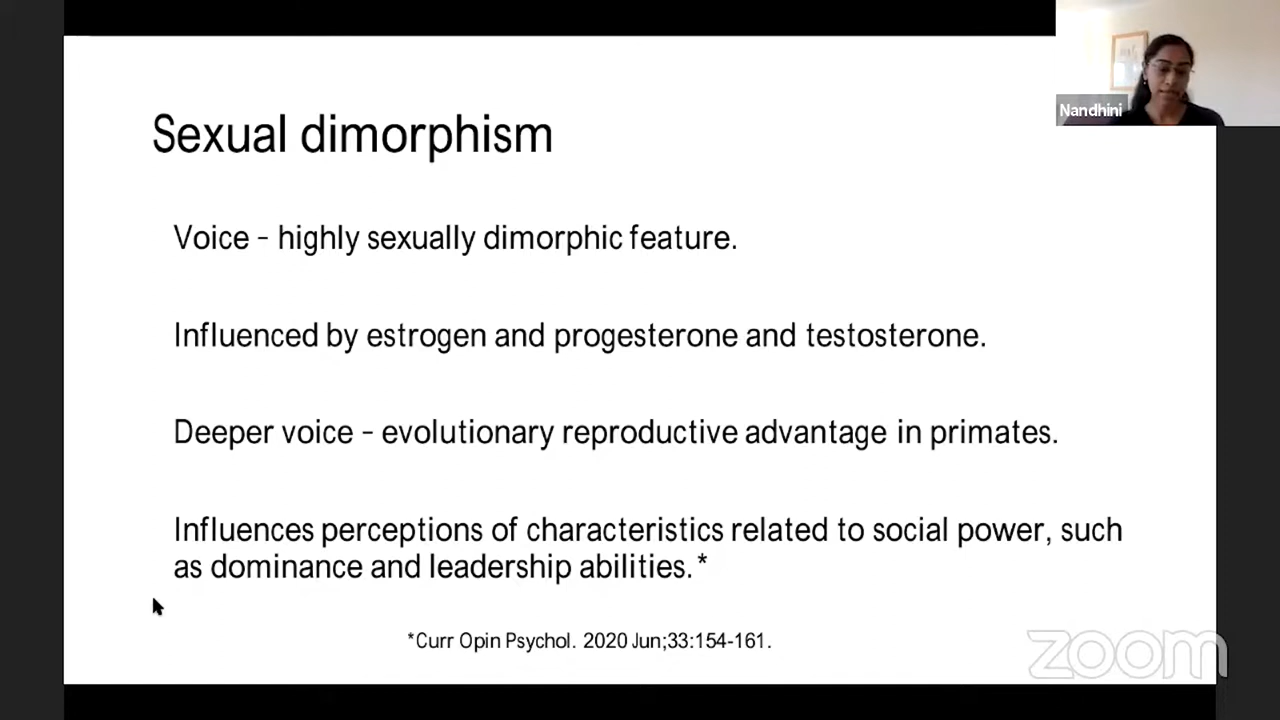 Nandhini
Sexual dimorphism
Voice - highly sexually dimorphic feature.
Influenced by estrogen and progesterone and testosterone.
Deeper voice - evolutionary reproductive advantage in primates.
Influences perceptions of characteristics related to social power, such
as dominance and leadership abilities.*
*Curr Opin Psychol. 2020 Jun;33:154-161.
zoom